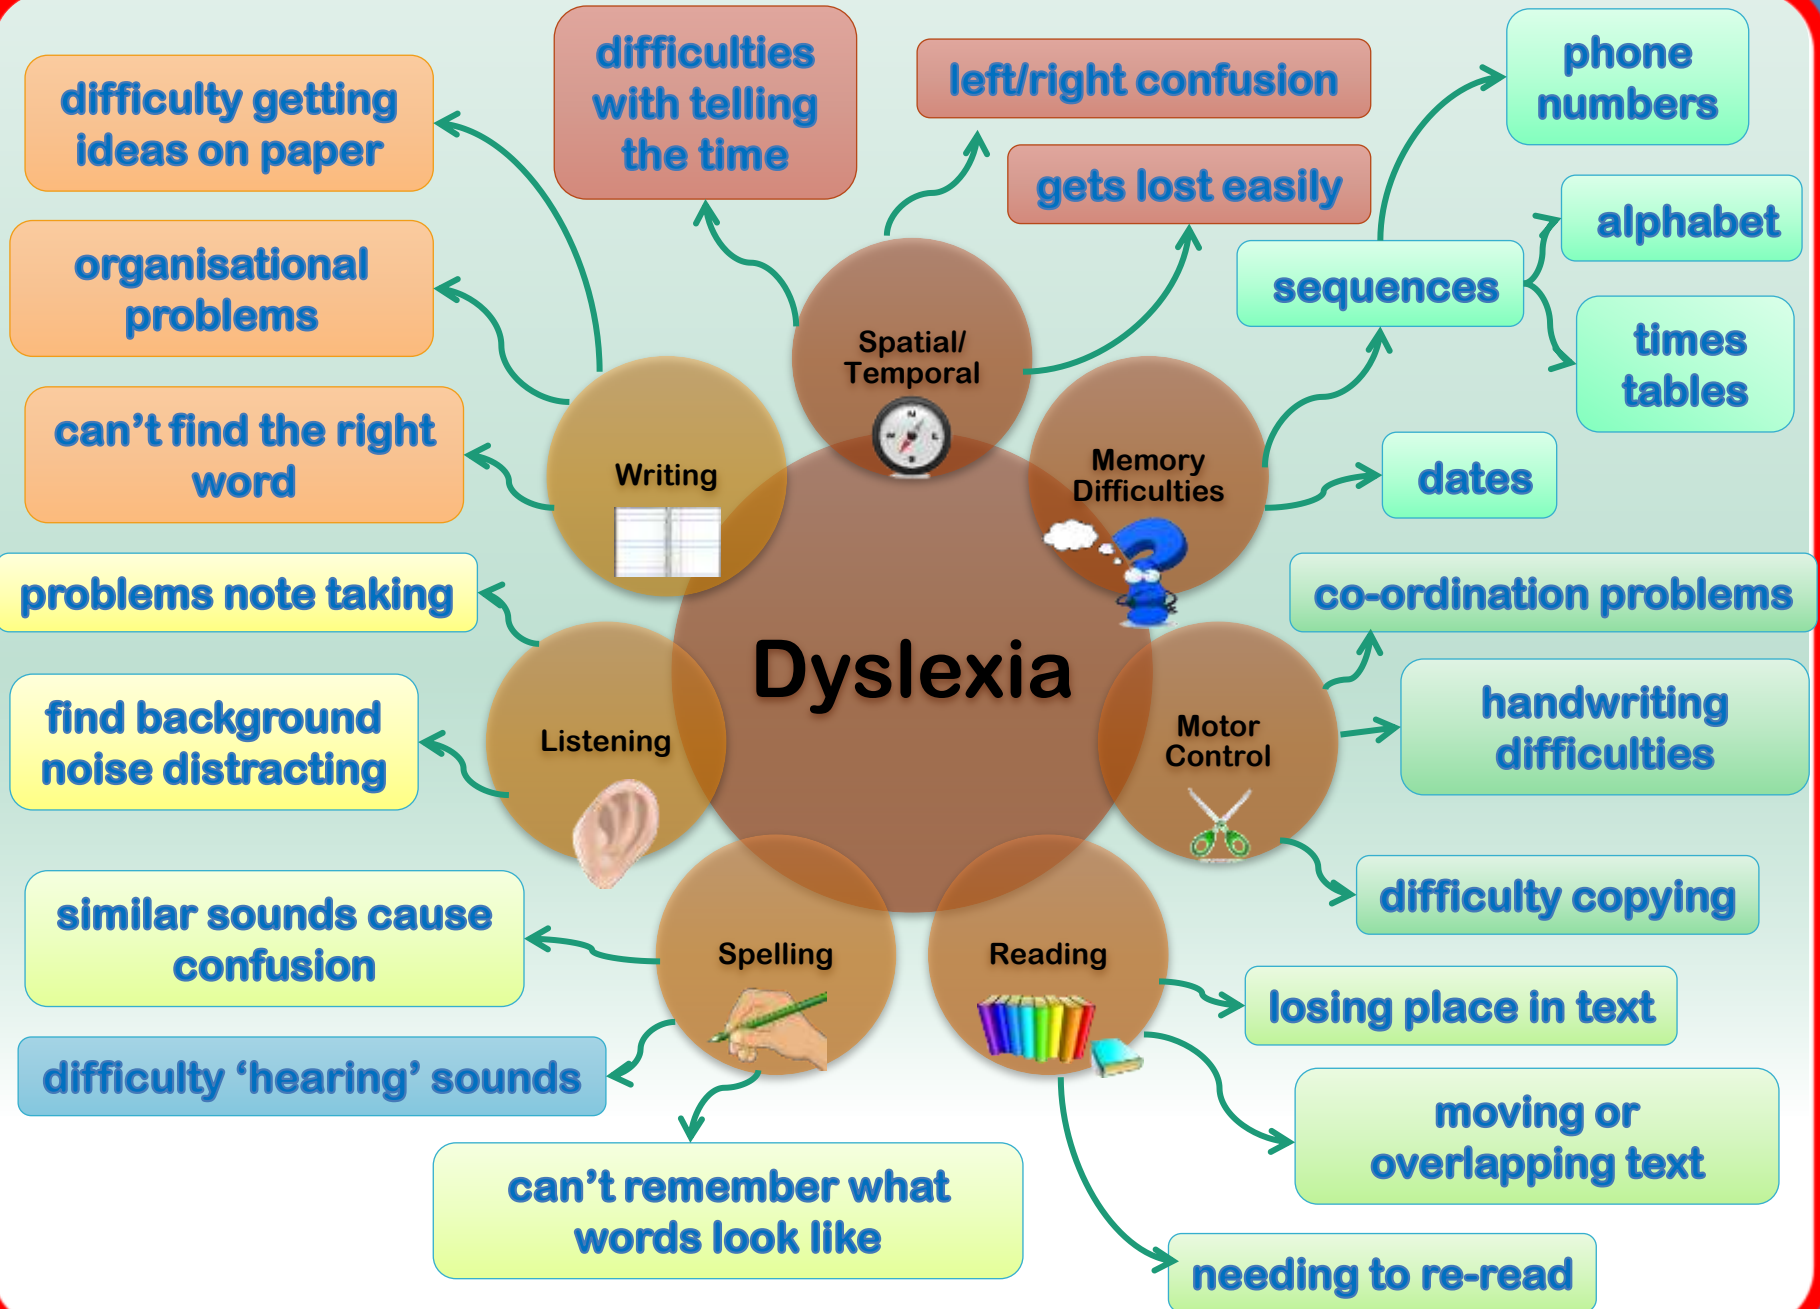 Dyslexia
Spatial/
Temporal
difficulties
with telling
the time
left/right confusion
gets lost easily
Memory
Difficulties
sequences
phone
numbers
alphabet
times
tables
dates
Motor
Control
co-ordination problems
handwriting
difficulties
difficulty copying
Reading
losing place in text
moving or
overlapping text
needing to re-read
Spelling
similar sounds cause
confusion
difficulty ‘hearing’ sounds
can’t remember what
words look like
Listening
problems note taking
find background
noise distracting
Writing
difficulty getting
ideas on paper
organisational
problems
can’t find the right
word